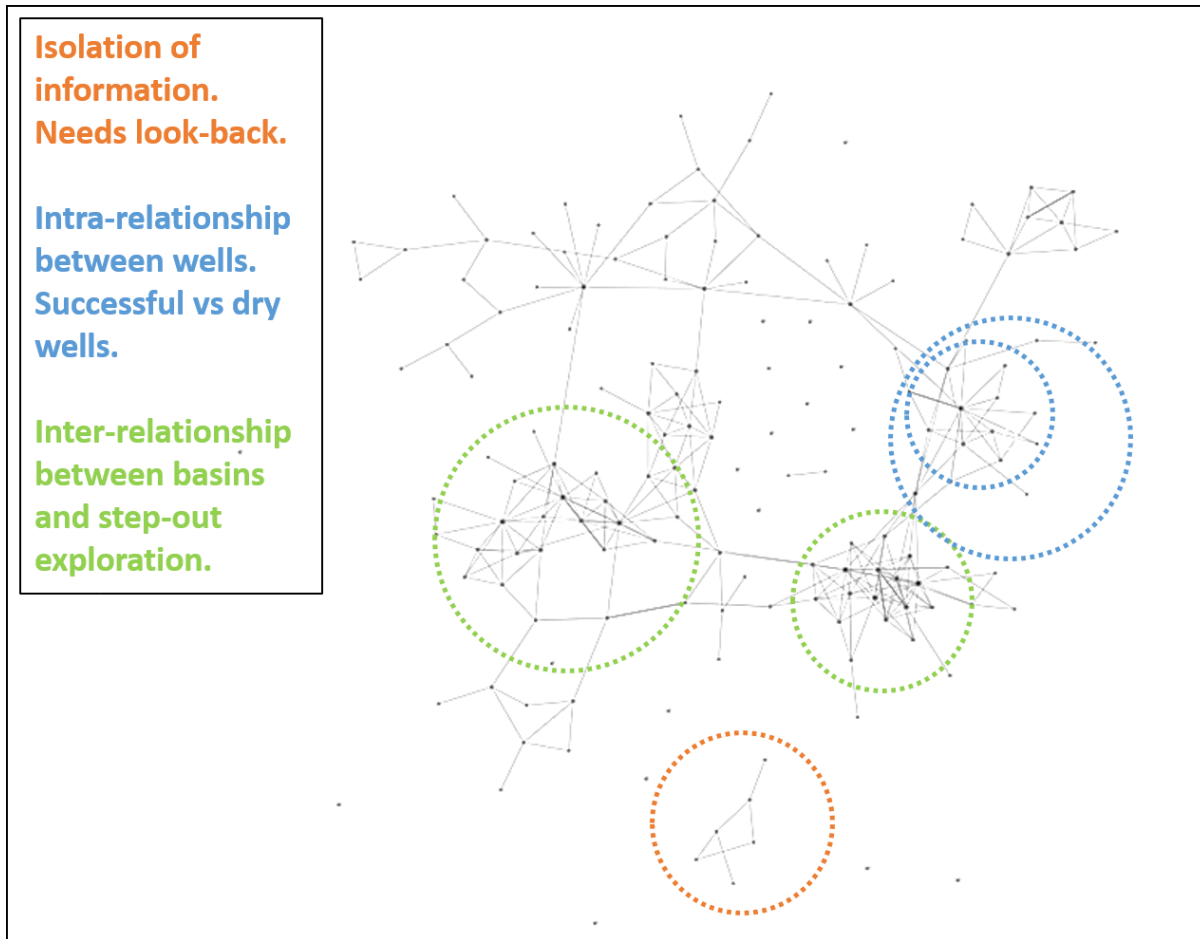 Isolation of
information.
Needs look-back.
Intra-relationship
between wells.
Successful vs dry
wells.
Inter-relationship
between basins
and step-out
exploration.